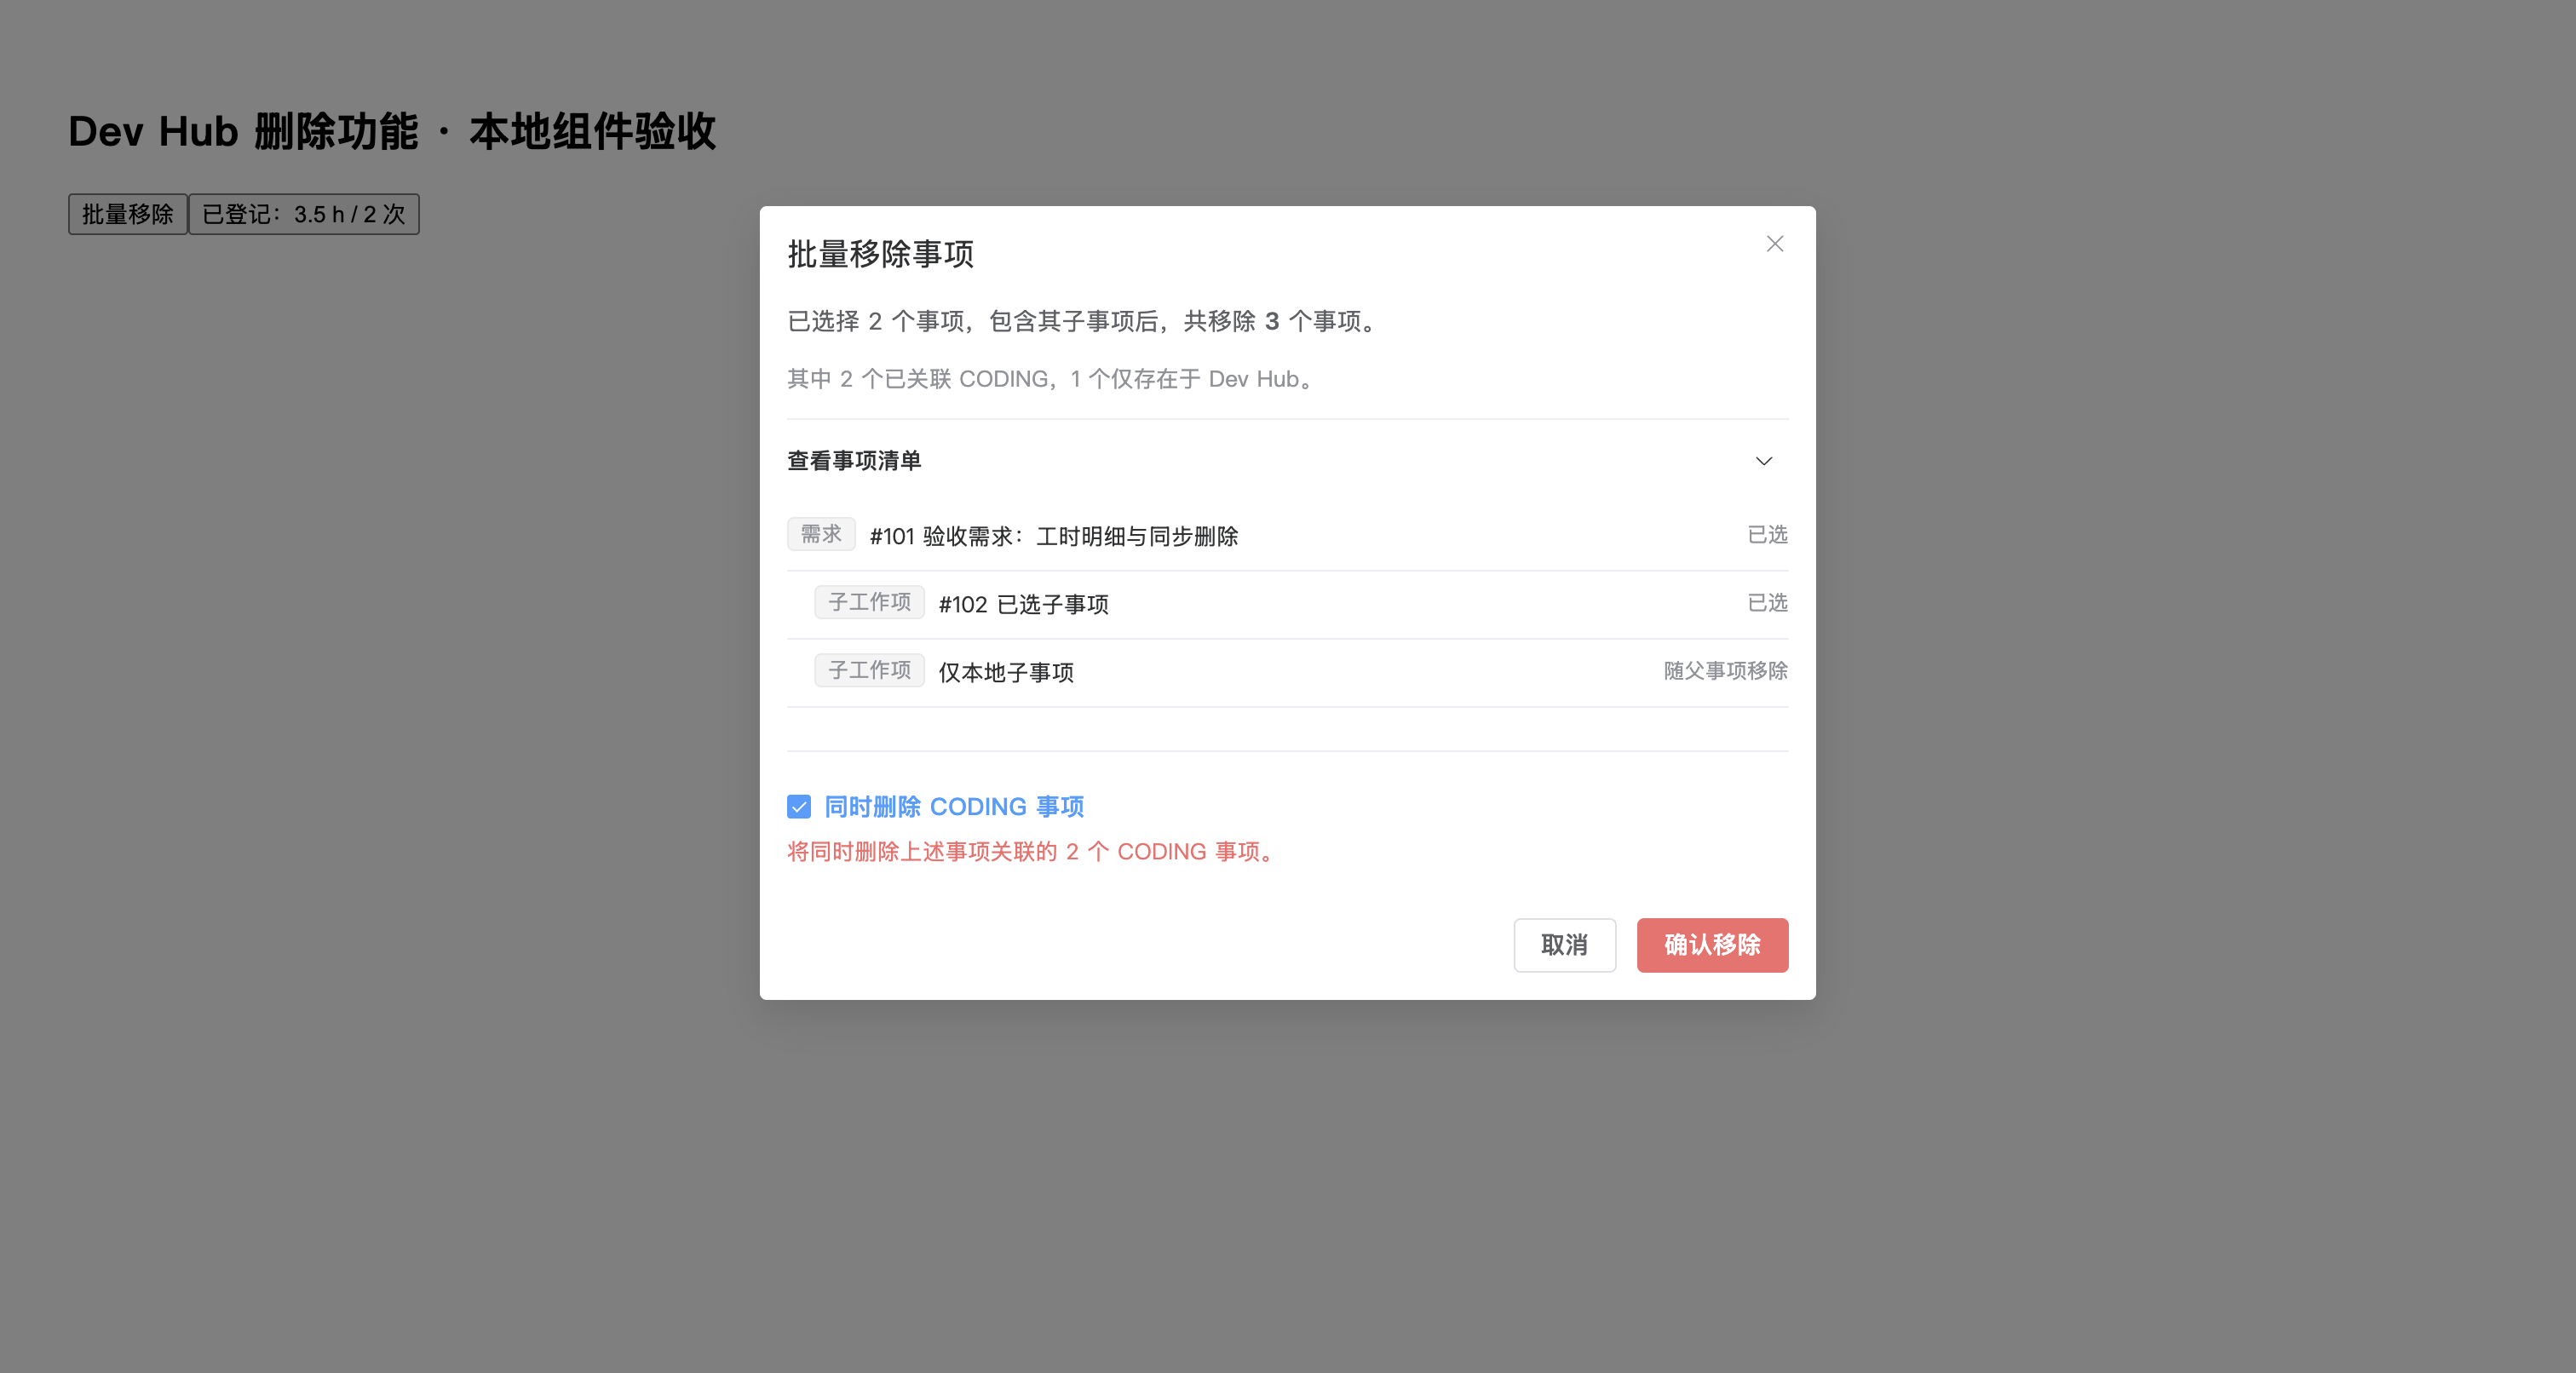 Dev Hub 删除功能 · 本地组件验收
批量移除 已登记：3.5 h / 2 次
批量移除事项
已选择 2 个事项，包含其子事项后，共移除 3 个事项。
其中 2 个已关联 CODING，1 个仅存在于 Dev Hub。
查看事项清单
需求 #101 验收需求：工时明细与同步删除 已选
子工作项 #102 已选子事项 已选
子工作项 仅本地子事项 随父事项移除
同时删除 CODING 事项
将同时删除上述事项关联的 2 个 CODING 事项。
取消 确认移除